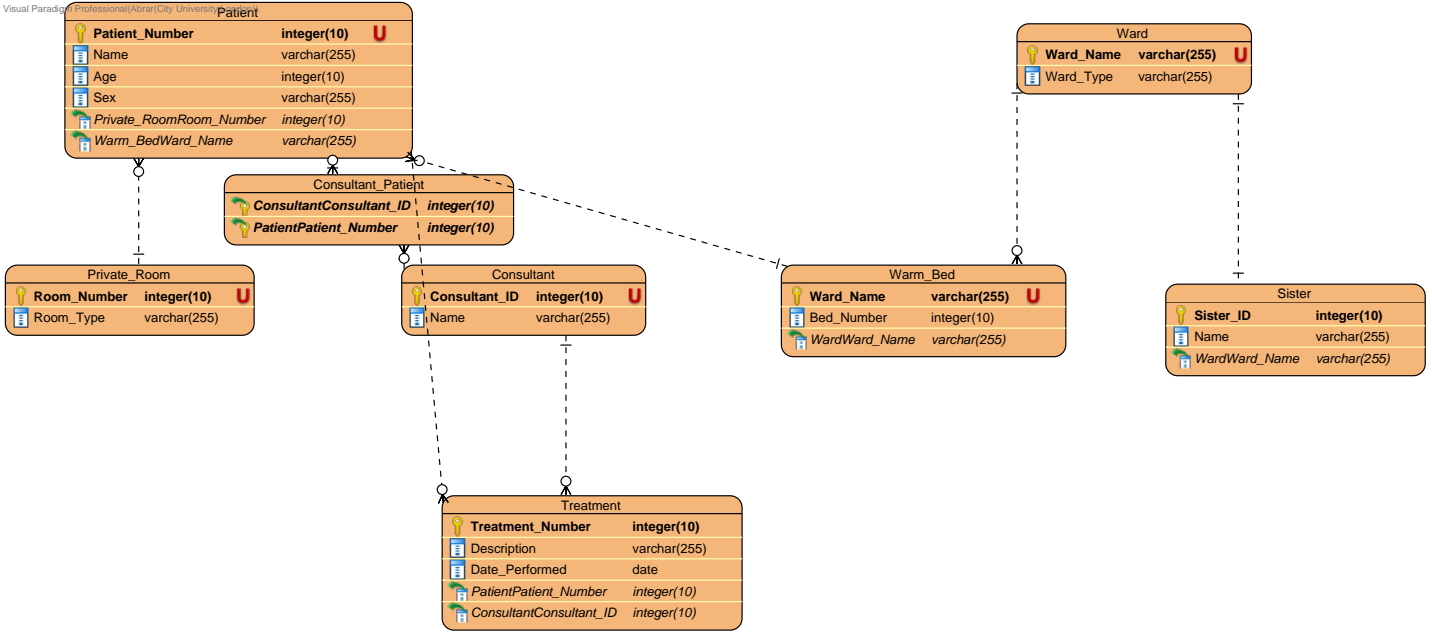 Visual Paradigm Professional(Abrar(City University London))
Patient
Patient_Number integer(10) U
Name varchar(255)
Age integer(10)
Sex varchar(255)
Private_RoomRoom_Number integer(10)
Warm_BedWard_Name varchar(255)
Ward
Ward_Name varchar(255) U
Ward_Type varchar(255)
Consultant_Patient
ConsultantConsultant_ID integer(10)
PatientPatient_Number integer(10)
Private_Room
Room_Number integer(10) U
Room_Type varchar(255)
Consultant
Consultant_ID integer(10) U
Name varchar(255)
Warm_Bed
Ward_Name varchar(255) U
Bed_Number integer(10)
WardWard_Name varchar(255)
Sister
Sister_ID integer(10)
Name varchar(255)
WardWard_Name varchar(255)
Treatment
Treatment_Number integer(10)
Description varchar(255)
Date_Performed date
PatientPatient_Number integer(10)
ConsultantConsultant_ID integer(10)